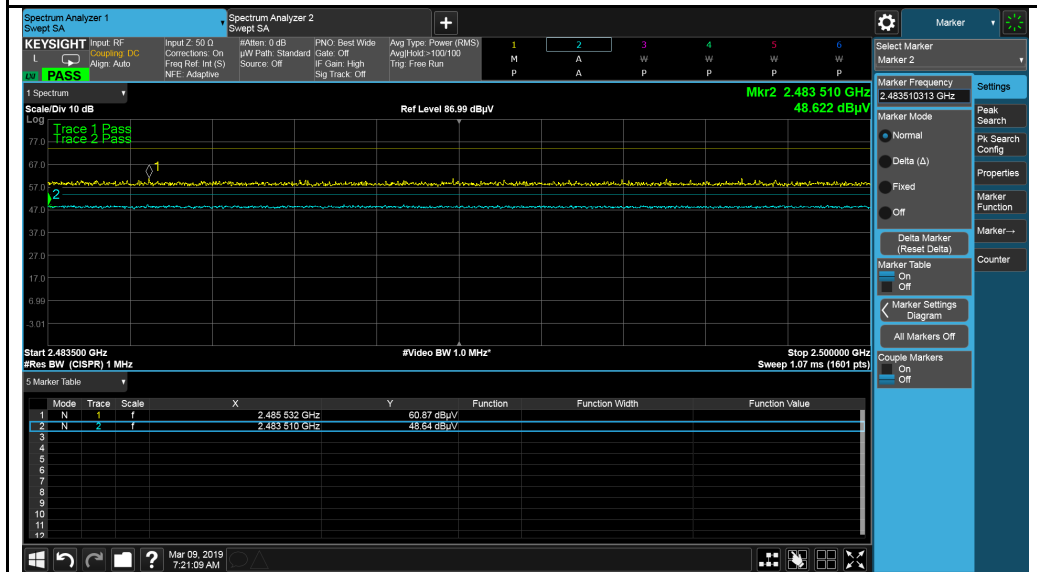 Spectrum Analyzer 1
Swept SA
Spectrum Analyzer 2
Swept SA
+
Marker
KEYSIGHT
L
PASS
Input: RF
Coupling: DC
Align: Auto
Input Z: 50 Ω
Corrections: On
Freq Ref: Int (S)
NFE: Adaptive
#Atten: 0 dB
µW Path: Standard
Source: Off
PNO: Best Wide
Gate: Off
IF Gain: High
Sig Track: Off
Avg Type: Power (RMS)
Avg|Hold:>100/100
Trig: Free Run
1 2 3 4 5 6
M A W W W W
P A P P P P
Select Marker
Marker 2
1 Spectrum
Scale/Div 10 dB
Log
Ref Level 86.99 dBµV
Mkr2 2.483 510 GHz
48.622 dBµV
Trace 1 Pass
Trace 2 Pass
77.0
67.0
57.0
47.0
37.0
27.0
17.0
6.99
-3.01
1
2
Start 2.483500 GHz
#Res BW (CISPR) 1 MHz
#Video BW 1.0 MHz*
Stop 2.500000 GHz
Sweep 1.07 ms (1601 pts)
5 Marker Table
Mode Trace Scale X Y Function Function Width Function Value
1 N 1 f 2.485 532 GHz 60.87 dBµV
2 N 2 f 2.483 510 GHz 48.64 dBµV
3
4
5
6
7
8
9
10
11
12
Marker Frequency
2.483510313 GHz
Marker Mode
Normal
Delta (Δ)
Fixed
Off
Delta Marker
(Reset Delta)
Marker Table
On
Off
Marker Settings
Diagram
All Markers Off
Couple Markers
On
Off
Settings
Peak
Search
Pk Search
Config
Properties
Marker
Function
Marker→
Counter
?
Mar 09, 2019
7:21:09 AM